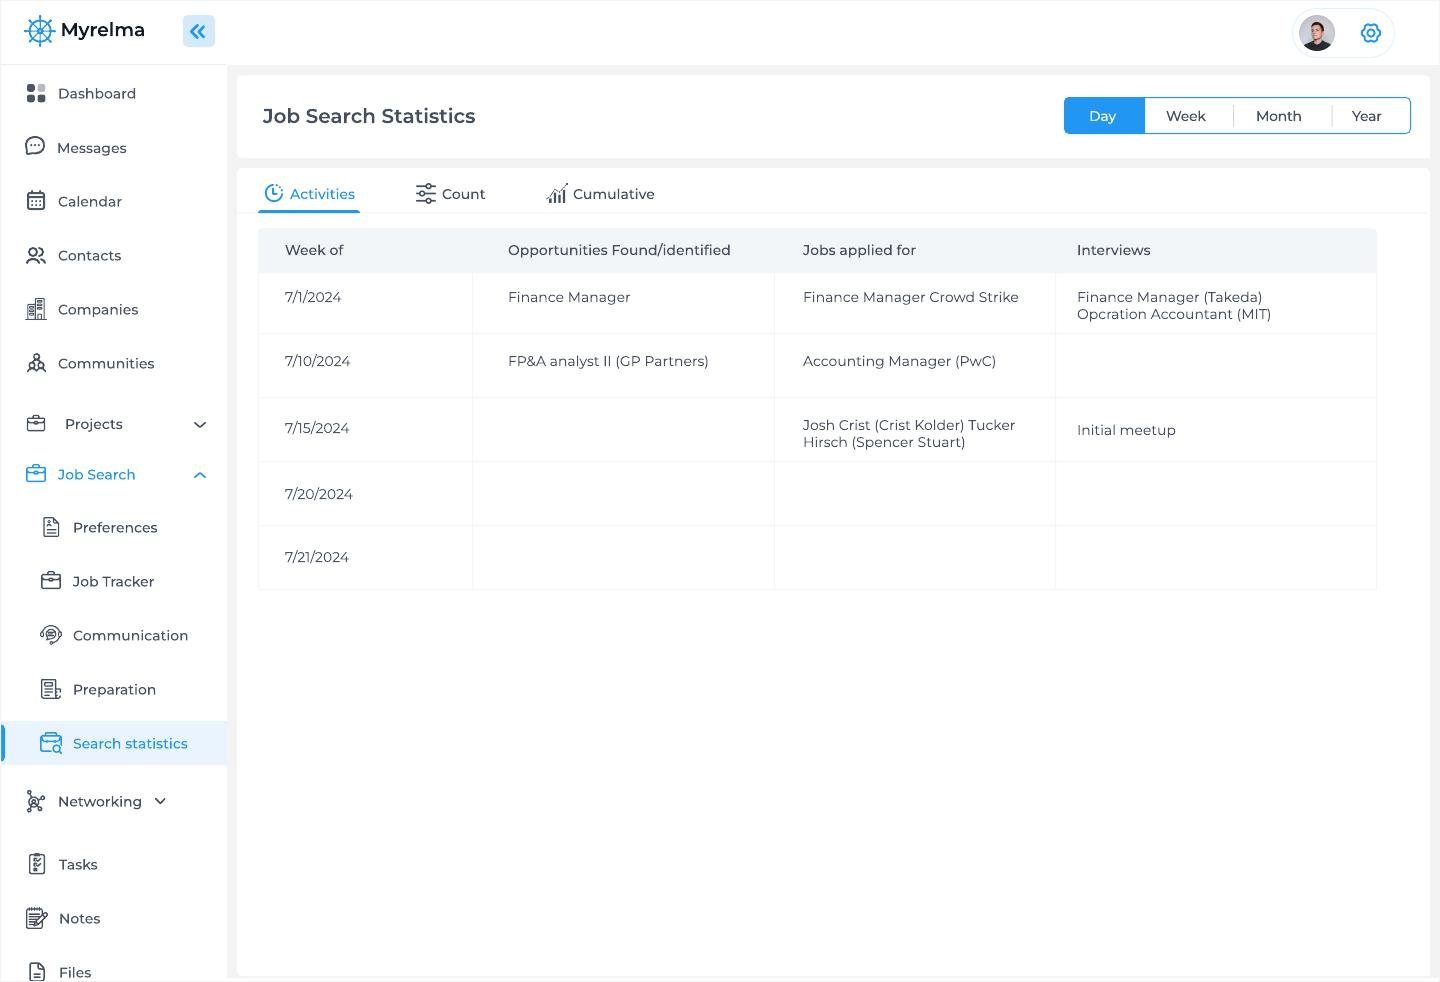 Myrelma
Dashboard
Messages
Calendar
Contacts
Companies
Communities
Projects
Job Search
Preferences
Job Tracker
Communication
Preparation
Search statistics
Networking
Tasks
Notes
Files
Job Search Statistics
Day Week Month Year
Activities Count Cumulative
Week of Opportunities Found/identified Jobs applied for Interviews
7/1/2024 Finance Manager Finance Manager Crowd Strike Finance Manager (Takeda)
Opcration Accountant (MIT)
7/10/2024 FP&A analyst II (GP Partners) Accounting Manager (PwC)
7/15/2024 Josh Crist (Crist Kolder) Tucker
Hirsch (Spencer Stuart) Initial meetup
7/20/2024
7/21/2024